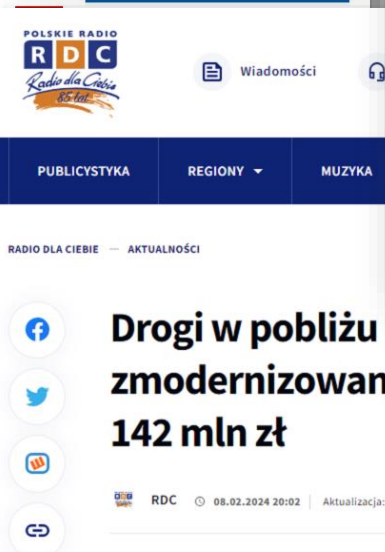 POLSKIE RADIO
RDC
Radio dla Ciebie
85 lat
Wiadomości
PUBLICYSTYKA
REGIONY
MUZYKA
RADIO DLA CIEBIE — AKTUALNOŚCI
Drogi w pobliżu
zmodernizowan
142 mln zł
RDC 08.02.2024 20:02 Aktualizacja: